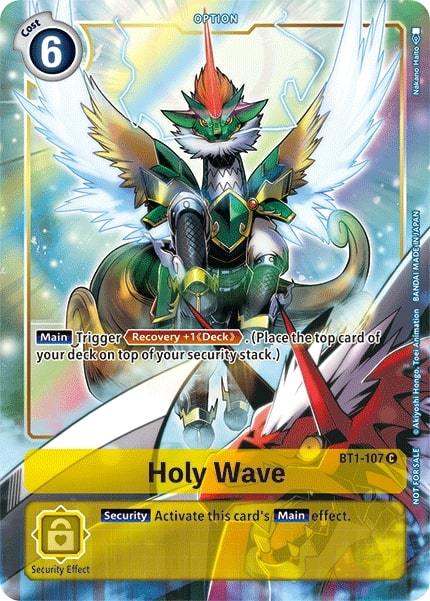 OPTION
Cost
6
Nakano Haito
BANDAI MADE IN JAPAN
©Akiyoshi Hongo, Toei Animation
NOT FOR SALE
Main Trigger Recovery +1《Deck》. (Place the top card of
your deck on top of your security stack.)
BT1-107 C
Holy Wave
Security Activate this card's Main effect.
Security Effect